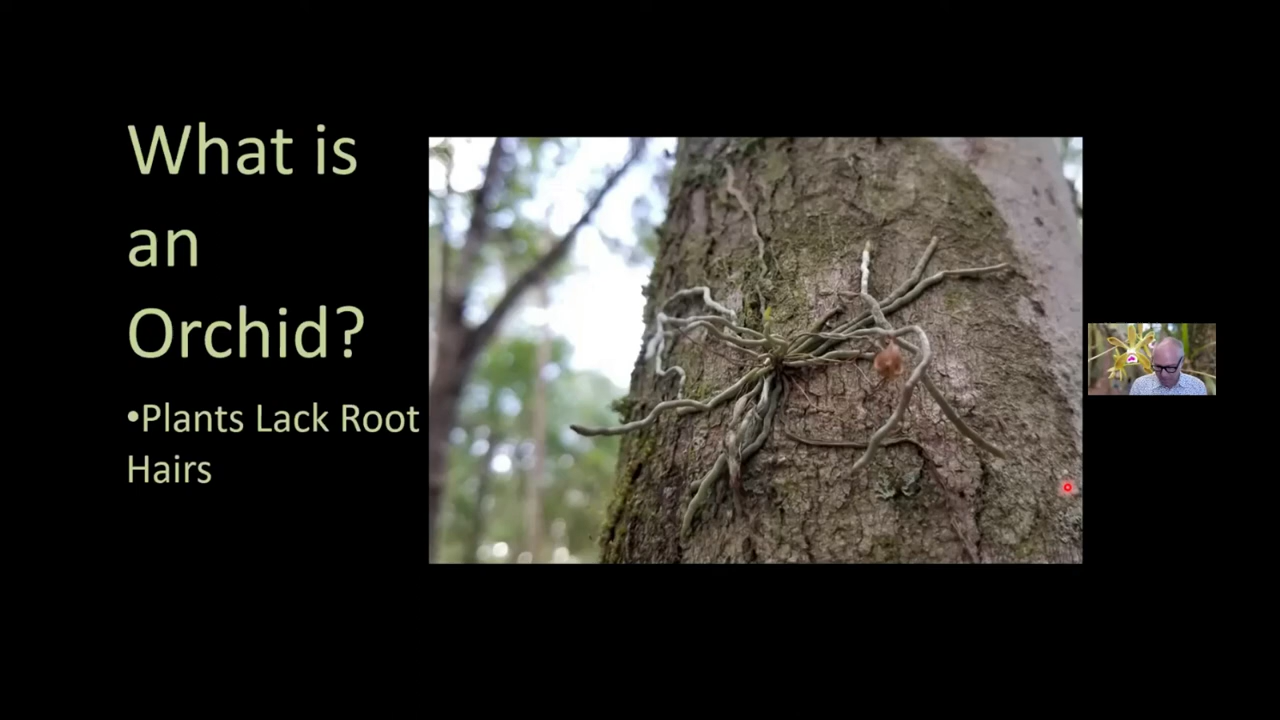 What is
an
Orchid?
•Plants Lack Root
Hairs